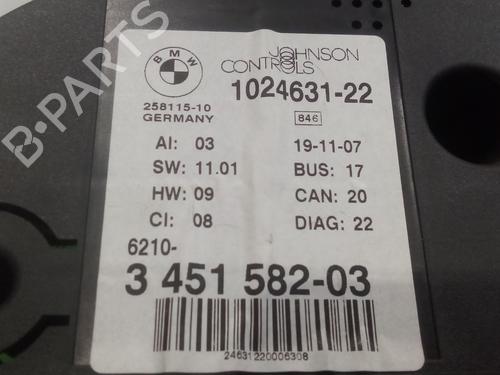 B-PARTS
BMW
JOHNSON
CONTROLS
258115-10
GERMANY
1024631-22
846
AI: 03
19-11-07
SW: 11.01
BUS: 17
HW: 09
CAN: 20
CI: 08
DIAG: 22
6210-
3 451 582-03
24631220006308